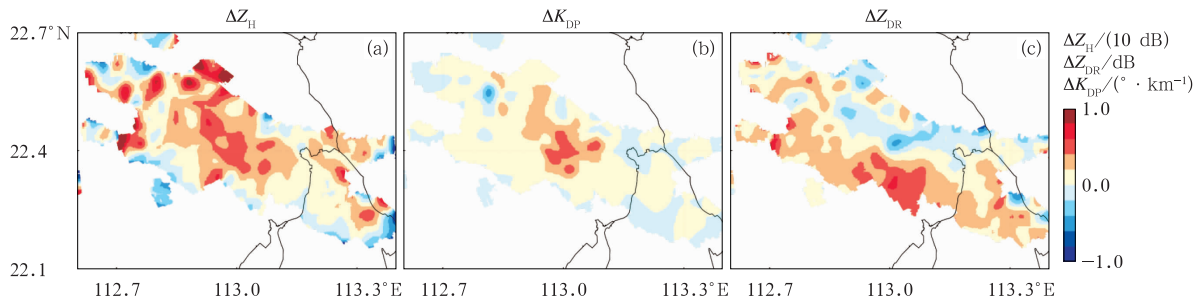 ΔZ_H ΔK_DP ΔZ_DR
22.7°N (a) (b) (c)
ΔZ_H/(10 dB)
ΔZ_DR/dB
ΔK_DP/(° · km⁻¹)
1.0
22.4 0.0
−1.0
22.1
112.7 113.0 113.3°E 112.7 113.0 113.3°E 112.7 113.0 113.3°E